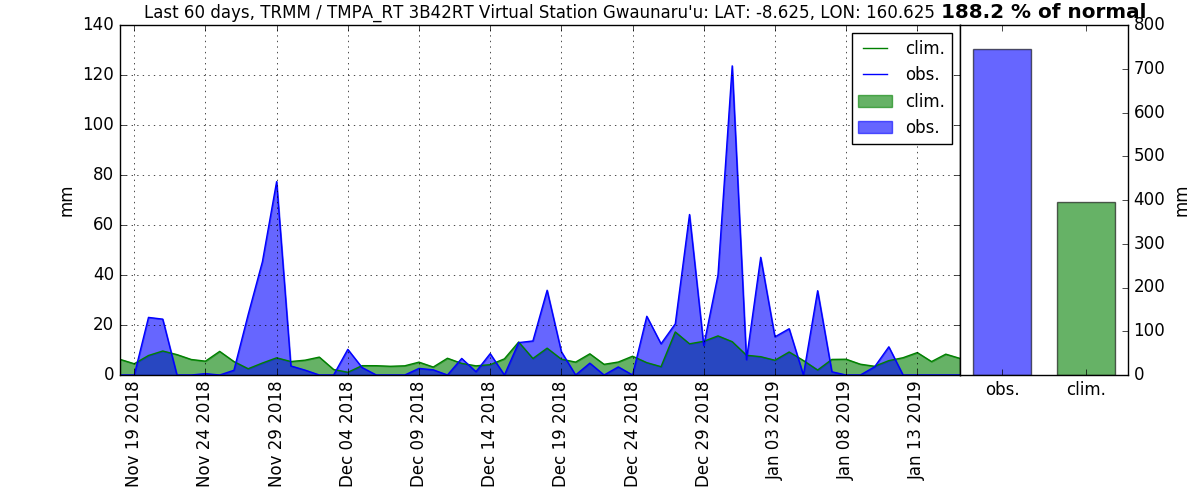 Last 60 days, TRMM / TMPA_RT 3B42RT Virtual Station Gwaunaru'u: LAT: -8.625, LON: 160.625 188.2 % of normal
140
120
100
80
60
40
20
0
mm
clim.
obs.
clim.
obs.
Nov 19 2018
Nov 24 2018
Nov 29 2018
Dec 04 2018
Dec 09 2018
Dec 14 2018
Dec 19 2018
Dec 24 2018
Dec 29 2018
Jan 03 2019
Jan 08 2019
Jan 13 2019
800
700
600
500
400
300
200
100
0
mm
obs.
clim.